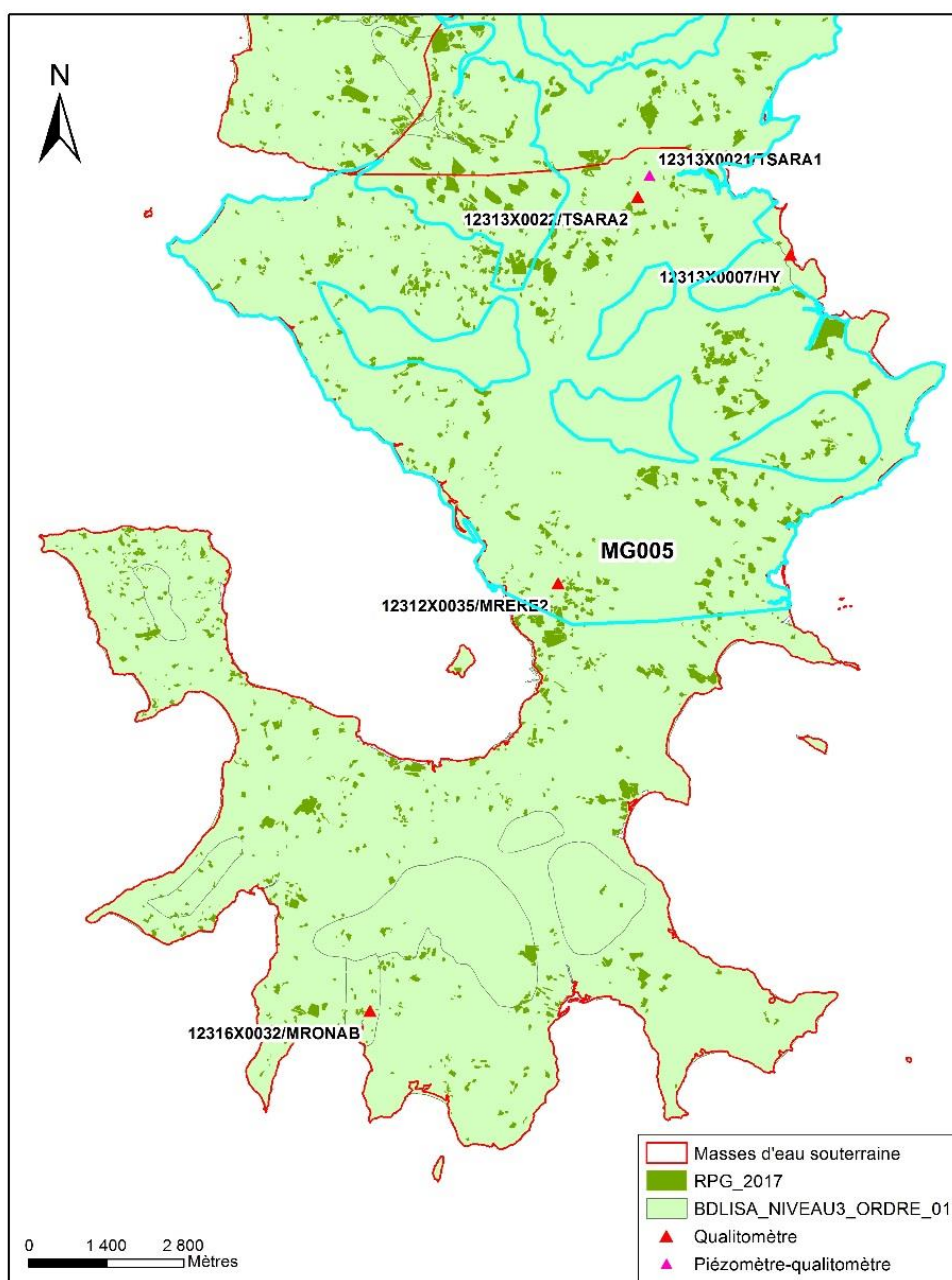 N
12313X0021/TSARA1
12313X0022/TSARA2
12313X0007/HY
MG005
12312X0035/MRERE2
12316X0032/MRONAB
Masses d'eau souterraine
RPG_2017
BDLISA_NIVEAU3_ORDRE_01
Qualitomètre
Piézomètre-qualitomètre
0 1 400 2 800
Mètres